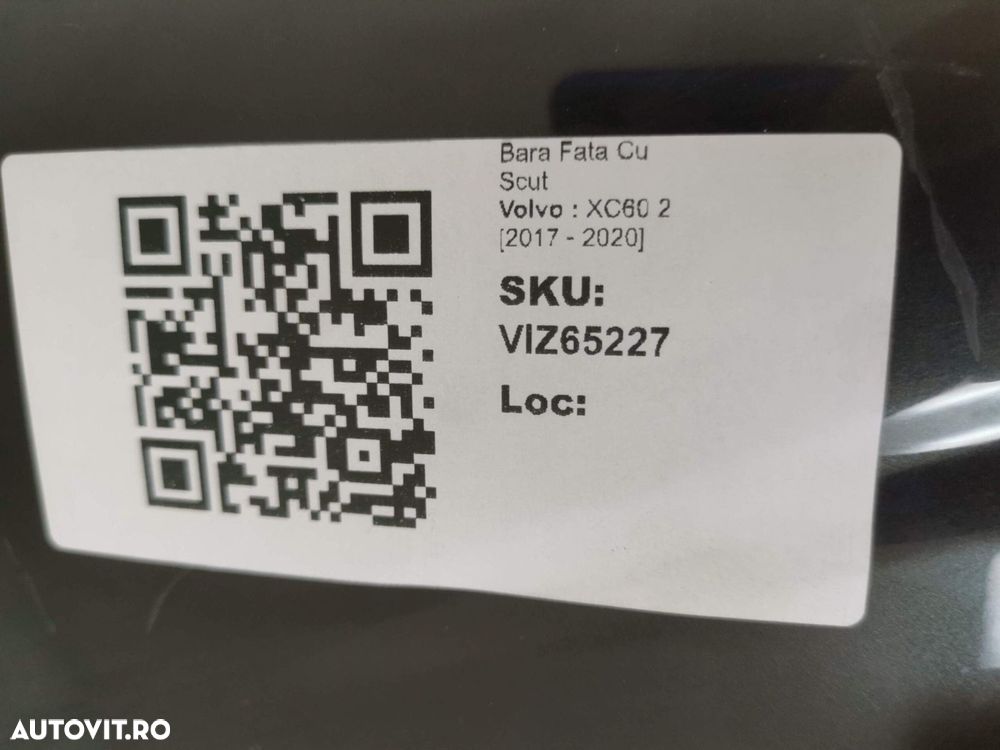 Bara Fata Cu
Scut
Volvo : XC60 2
[2017 - 2020]
SKU:
VIZ65227
Loc:
AUTOVIT.RO